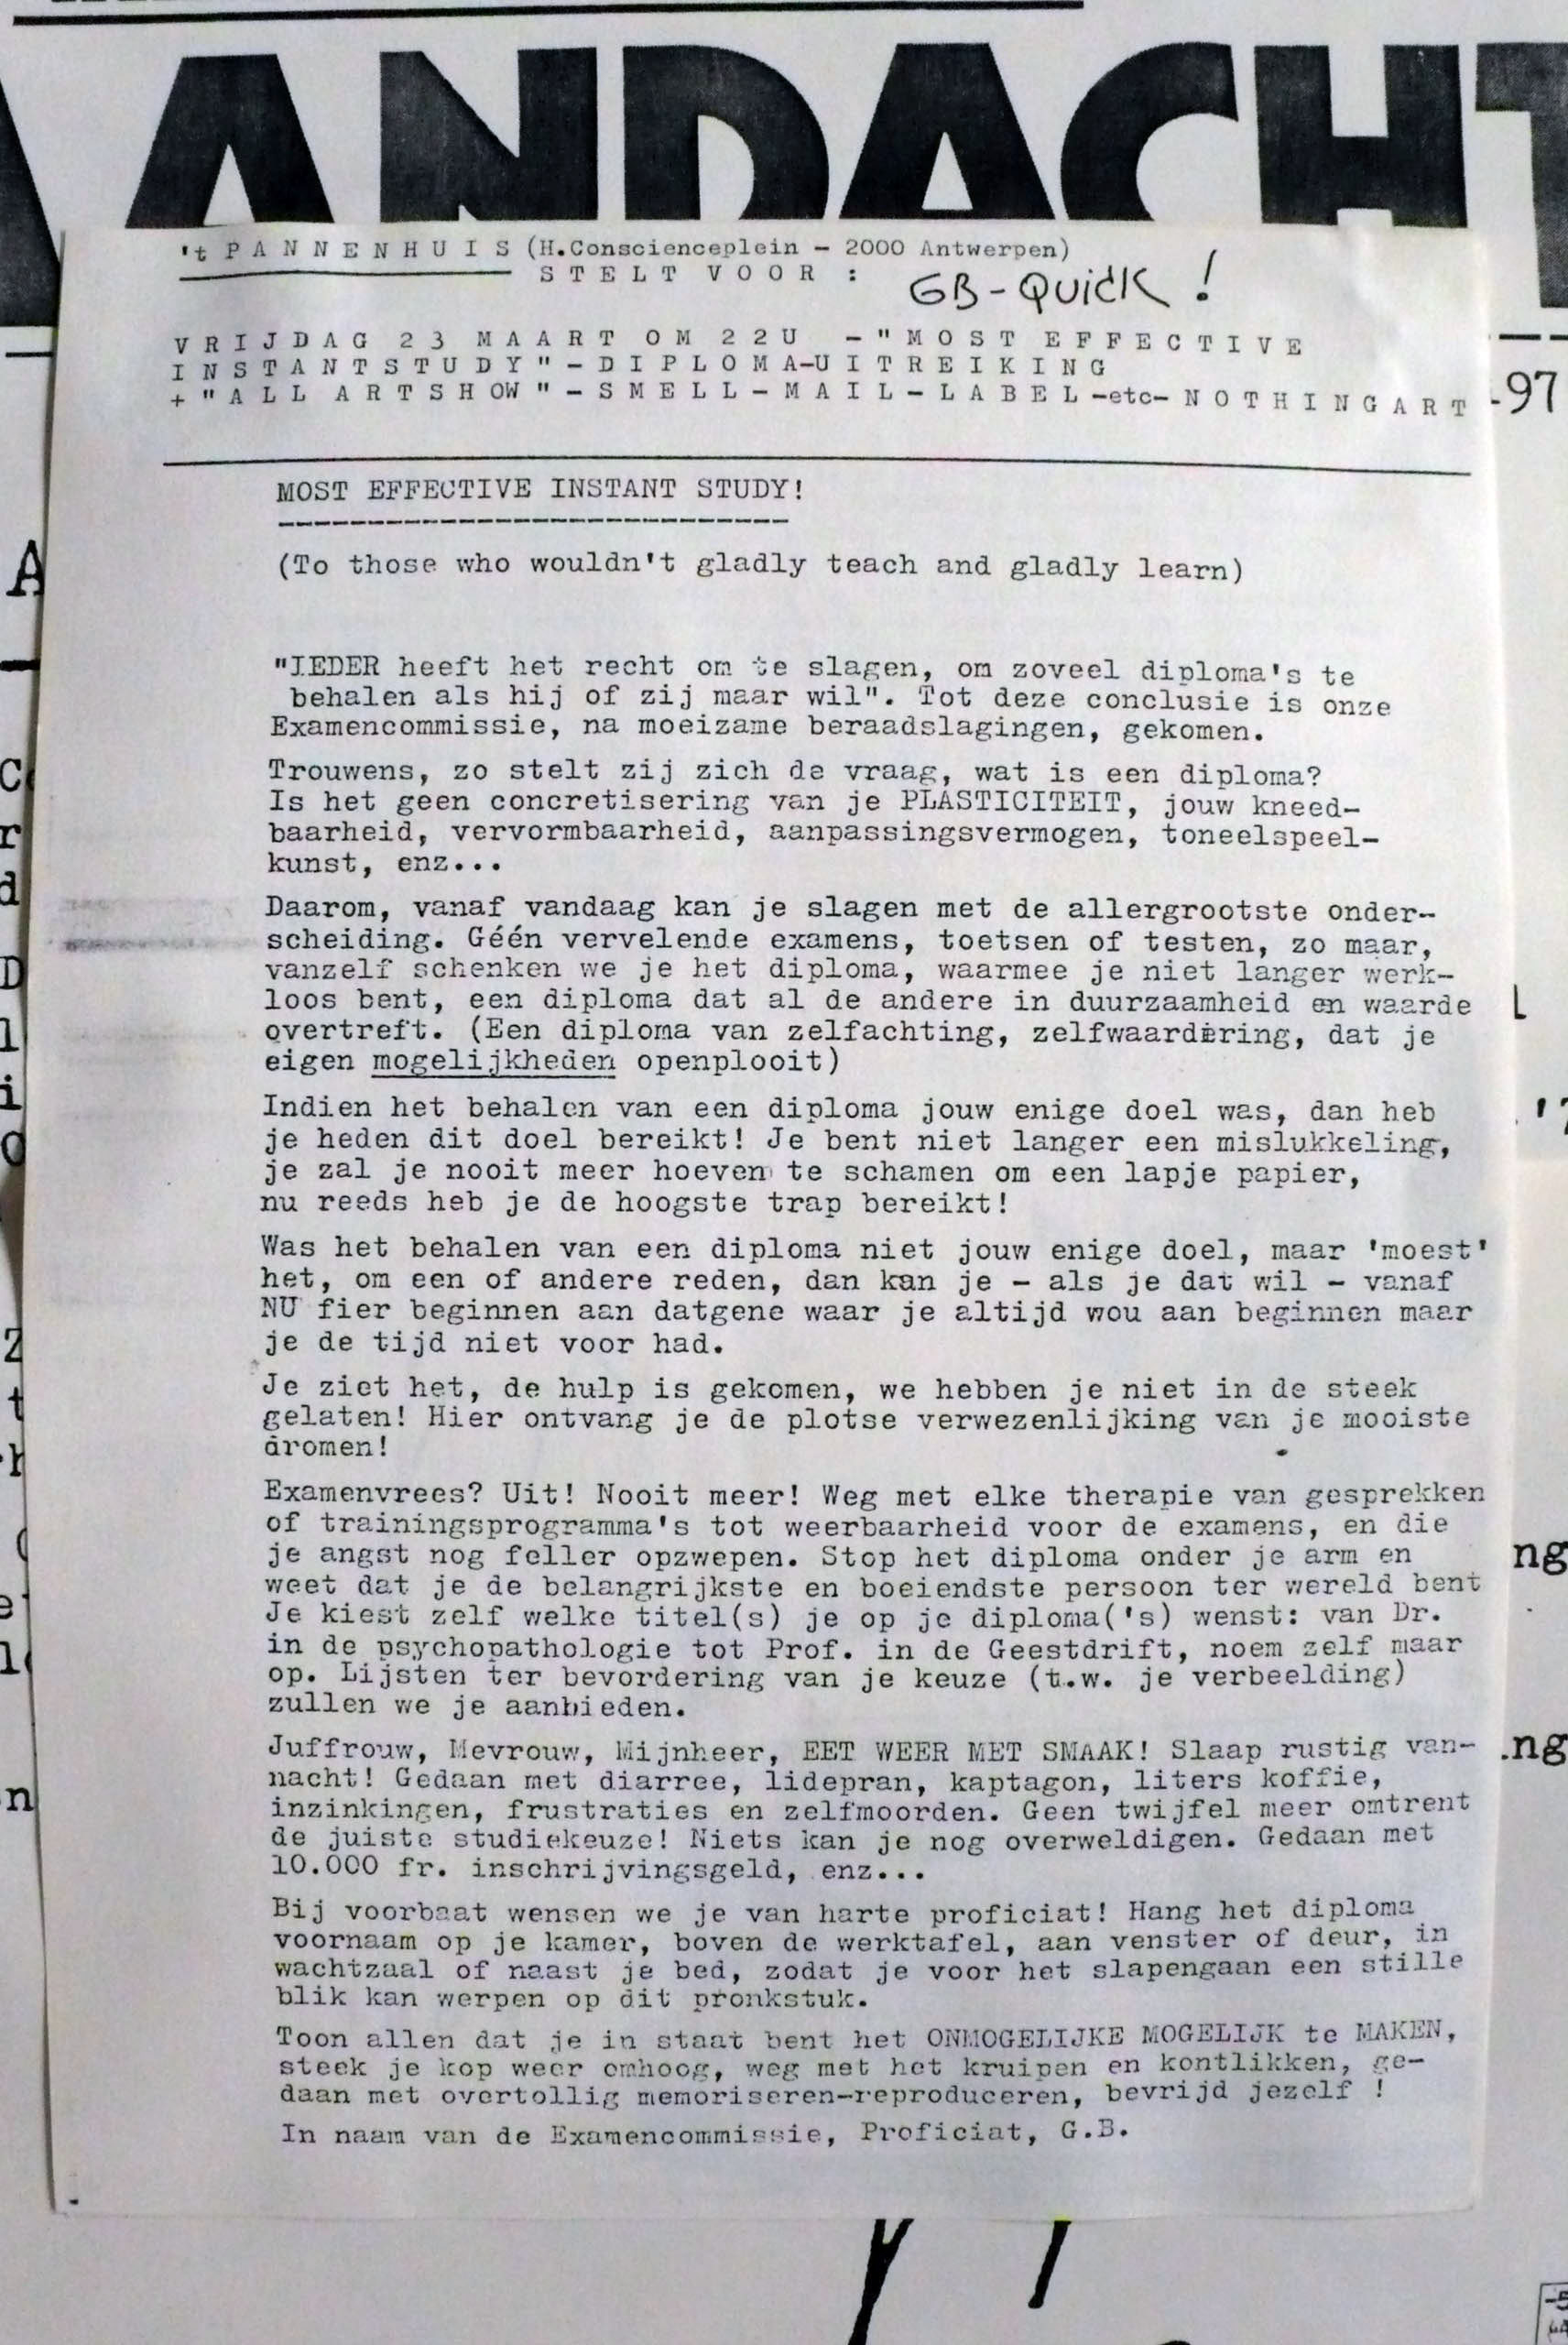 ANDACHT
't PANNENHUIS (H.Conscienceplein - 2000 Antwerpen)
STELT VOOR :
GB-QUICK !
VRIJDAG 23 MAART OM 22U -"MOST EFFECTIVE
INSTANTSTUDY"-DIPLOMA-UITREIKING
+"ALL ARTSHOW"-SMELL-MAIL-LABEL-etc-NOTHINGART
-97
MOST EFFECTIVE INSTANT STUDY!
(To those who wouldn't gladly teach and gladly learn)
"IEDER heeft het recht om te slagen, om zoveel diploma's te
behalen als hij of zij maar wil". Tot deze conclusie is onze
Examencommissie, na moeizame beraadslagingen, gekomen.
Trouwens, zo stelt zij zich de vraag, wat is een diploma?
Is het geen concretisering van je PLASTICITEIT, jouw kneed-
baarheid, vervormbaarheid, aanpassingsvermogen, toneelspeel-
kunst, enz...
Daarom, vanaf vandaag kan je slagen met de allergrootste onder-
scheiding. Géén vervelende examens, toetsen of testen, zo maar,
vanzelf schenken we je het diploma, waarmee je niet langer werk-
loos bent, een diploma dat al de andere in duurzaamheid en waarde
overtreft. (Een diploma van zelfachting, zelfwaardering, dat je
eigen mogelijkheden openplooit)
Indien het behalen van een diploma jouw enige doel was, dan heb
je heden dit doel bereikt! Je bent niet langer een mislukkeling,
je zal je nooit meer hoeven te schamen om een lapje papier,
nu reeds heb je de hoogste trap bereikt!
Was het behalen van een diploma niet jouw enige doel, maar 'moest'
het, om een of andere reden, dan kan je - als je dat wil - vanaf
NU fier beginnen aan datgene waar je altijd wou aan beginnen maar
je de tijd niet voor had.
Je ziet het, de hulp is gekomen, we hebben je niet in de steek
gelaten! Hier ontvang je de plotse verwezenlijking van je mooiste
dromen!
Examenvrees? Uit! Nooit meer! Weg met elke therapie van gesprekken
of trainingsprogramma's tot weerbaarheid voor de examens, en die
je angst nog feller opzwepen. Stop het diploma onder je arm en
weet dat je de belangrijkste en boeiendste persoon ter wereld bent
Je kiest zelf welke titel(s) je op je diploma('s) wenst: van Dr.
in de psychopathologie tot Prof. in de Geestdrift, noem zelf maar
op. Lijsten ter bevordering van je keuze (t.w. je verbeelding)
zullen we je aanbieden.
Juffrouw, Mevrouw, Mijnheer, EET WEER MET SMAAK! Slaap rustig van-
nacht! Gedaan met diarree, lidepran, kaptagon, liters koffie,
inzinkingen, frustraties en zelfmoorden. Geen twijfel meer omtrent
de juiste studiekeuze! Niets kan je nog overweldigen. Gedaan met
10.000 fr. inschrijvingsgeld, enz...
Bij voorbaat wensen we je van harte proficiat! Hang het diploma
voornaam op je kamer, boven de werktafel, aan venster of deur, in
wachtzaal of naast je bed, zodat je voor het slapengaan een stille
blik kan werpen op dit pronkstuk.
Toon allen dat je in staat bent het ONMOGELIJKE MOGELIJK te MAKEN,
steek je kop weer omhoog, weg met het kruipen en kontlikken, ge-
daan met overtollig memoriseren-reproduceren, bevrijd jezelf !
In naam van de Examencommissie, Proficiat, G.B.